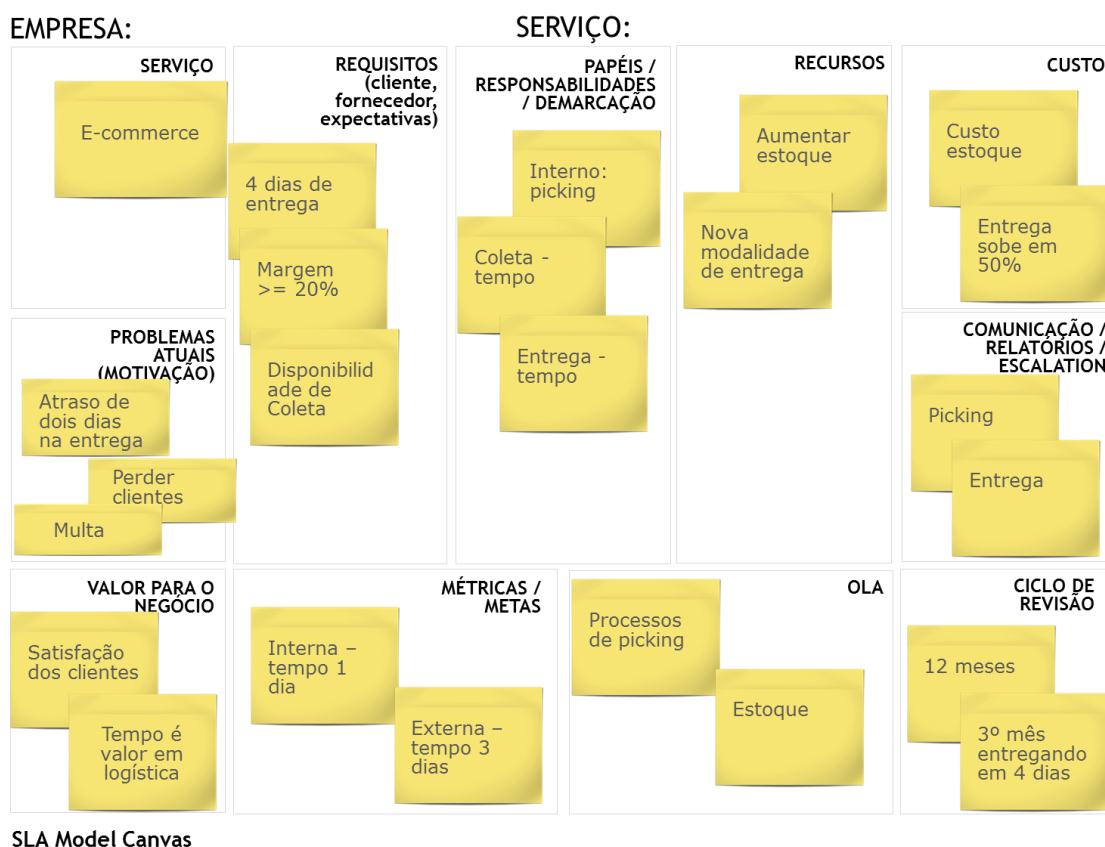 EMPRESA:
SERVIÇO:
SERVIÇO
E-commerce
REQUISITOS
(cliente,
fornecedor,
expectativas)
4 dias de
entrega
Margem
>= 20%
Disponibilid
ade de
Coleta
PAPÉIS /
RESPONSABILIDADES
/ DEMARCAÇÃO
Interno:
picking
Coleta -
tempo
Entrega -
tempo
RECURSOS
Aumentar
estoque
Nova
modalidade
de entrega
CUSTO
Custo
estoque
Entrega
sobe em
50%
PROBLEMAS
ATUAIS
(MOTIVAÇÃO)
Atraso de
dois dias
na entrega
Perder
clientes
Multa
COMUNICAÇÃO /
RELATÓRIOS /
ESCALATION
Picking
Entrega
VALOR PARA O
NEGÓCIO
Satisfação
dos clientes
Tempo é
valor em
logística
MÉTRICAS /
METAS
Interna –
tempo 1
dia
Externa –
tempo 3
dias
OLA
Processos
de picking
Estoque
CICLO DE
REVISÃO
12 meses
3º mês
entregando
em 4 dias
SLA Model Canvas